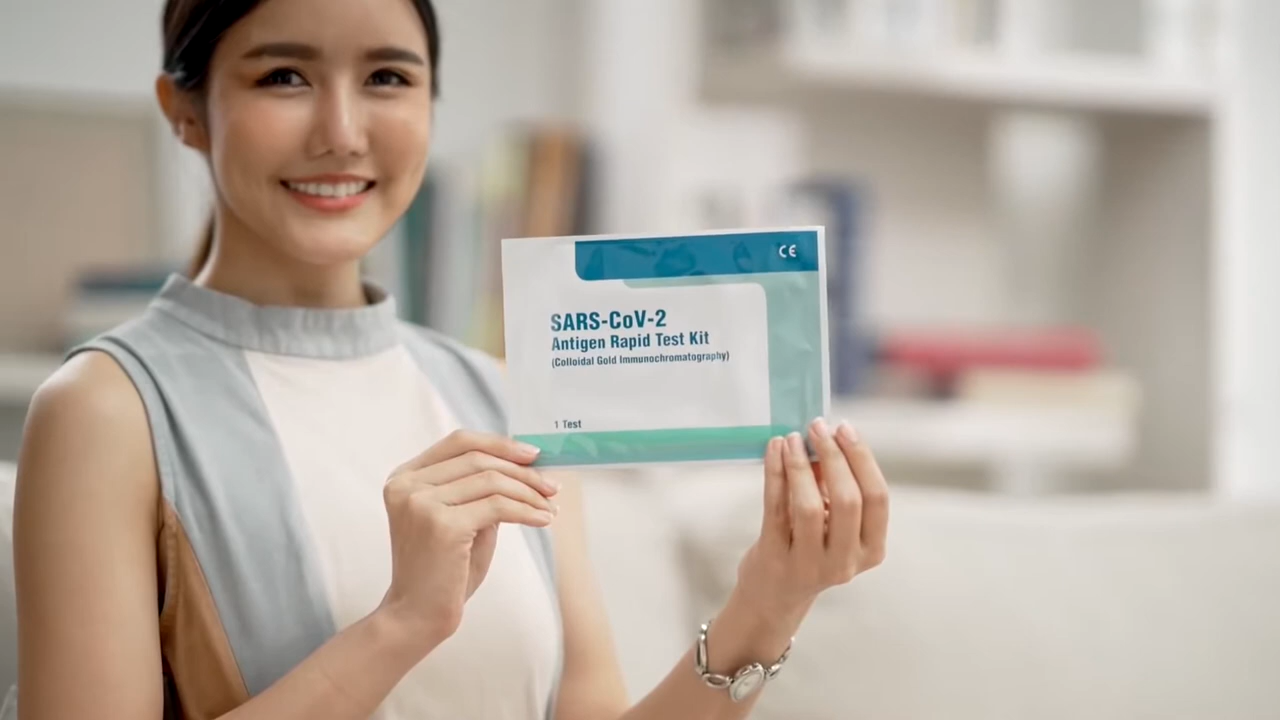 CE
SARS-CoV-2
Antigen Rapid Test Kit
(Colloidal Gold Immunochromatography)
1 Test